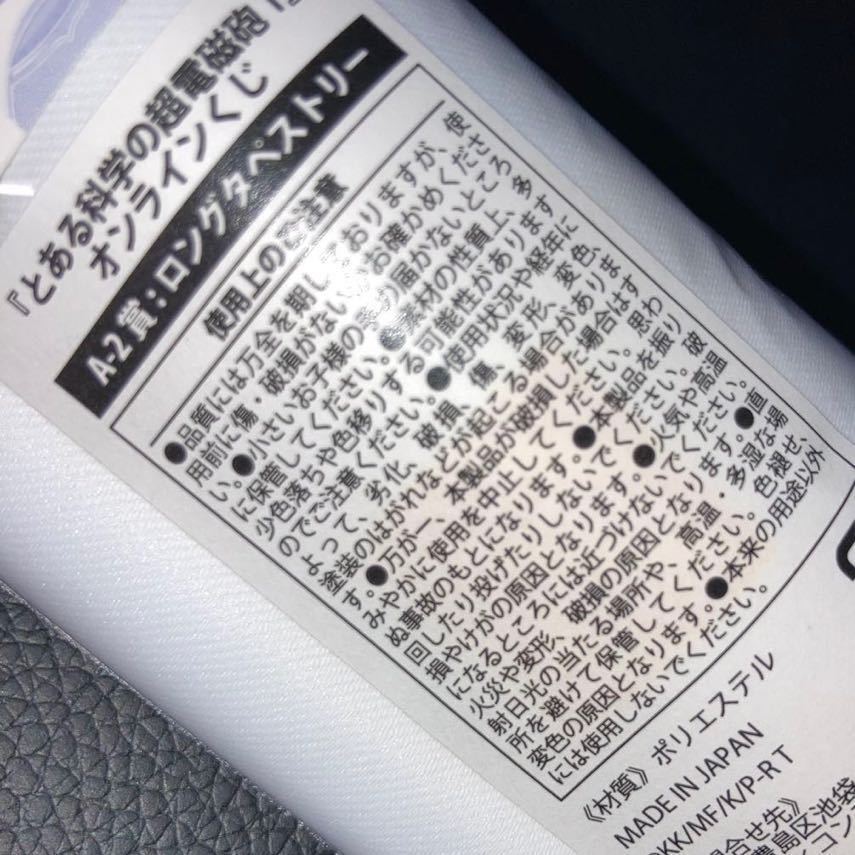 『とある科学の超電磁砲T』
オンラインくじ
A-2賞：ロングタペストリー
使用上のご注意
●品質には万全を期しておりますが、使
用前に傷・破損がないかお確かめくださ
い。●小さいお子様の手の届かないところ
に保管してください。●素材の性質上、多
少色落ちや色移りする可能性があります
のでご注意ください。●使用状況や経年に
よって、劣化、破損、傷、変形、変色、
塗装のはがれなどが起こる場合がありま
す。●万が一、本製品が破損した場合はす
みやかに使用を中止してください。思わ
ぬ事故のもとになります。●本製品を振り
回したり投げたりしないでください。破
損やけがの原因となります。●火気や高温
になるところには近づけないでください。
火災や変形、破損の原因となります。●直
射日光の当たる場所や、高温・多湿な場
所を避けて保管してください。色褪せ、
変色の原因となります。●本来の用途以外
には使用しないでください。
《材質》ポリエステル
MADE IN JAPAN
KK/MF/K/P-R T
合せ先》
豊島区池袋
コン